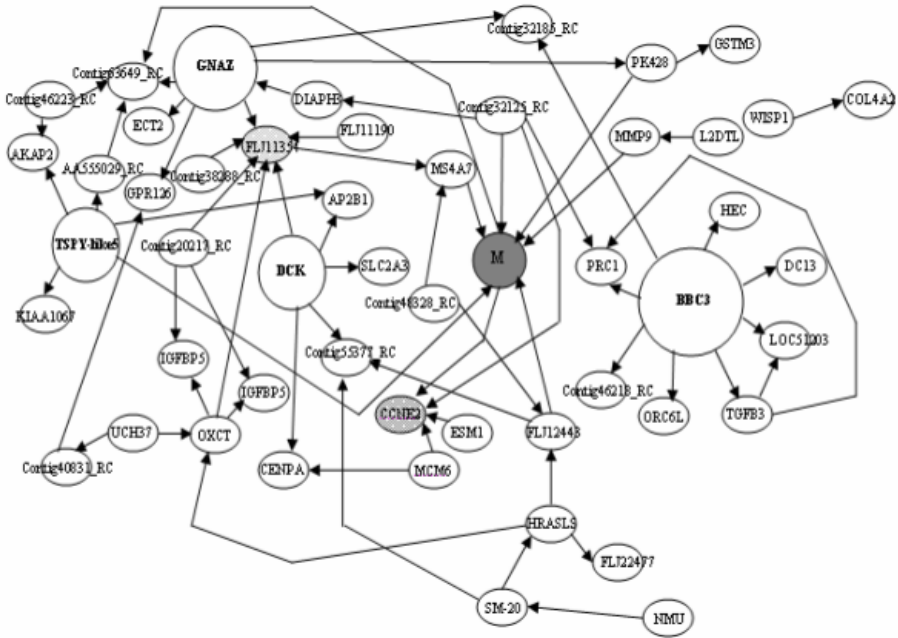 Contig32185_RC
GSTM3
GNAZ
PK428
Contig63649_RC
Contig46223_RC
DIAPH3
Contig32125_RC
COL4A2
WISP1
ECT2
FLJ11190
MMP9
L2DTL
AKAP2
FLJ1135
AA555029_RC
Contig38288_RC
MS4A7
GPR126
AP2B1
HEC
TSPY-like5
Contig20217_RC
M
DCK
SLC2A3
PRC1
DC13
BBC3
Contig48328_RC
KIAA1067
LOC51203
IGFBP5
Contig55377_RC
IGFBP5
Contig46218_RC
CCNE2
ORC6L
TGFB3
UCH37
OXCT
ESM1
FLJ12443
Contig40831_RC
CENPA
MCM6
HRASLS
FLJ22477
SM-20
NMU